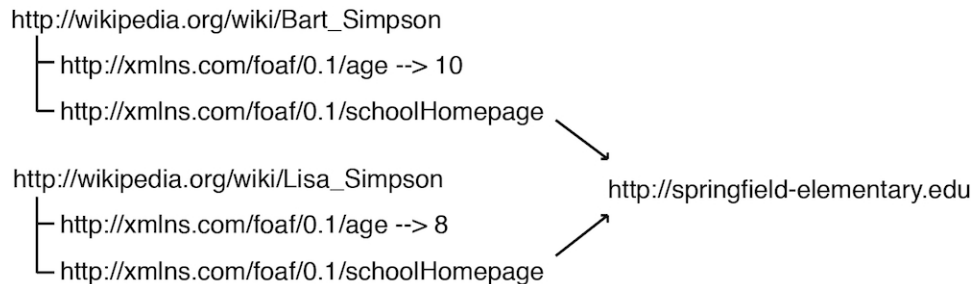 http://wikipedia.org/wiki/Bart_Simpson
http://xmlns.com/foaf/0.1/age --> 10
http://xmlns.com/foaf/0.1/schoolHomepage
http://wikipedia.org/wiki/Lisa_Simpson
http://springfield-elementary.edu
http://xmlns.com/foaf/0.1/age --> 8
http://xmlns.com/foaf/0.1/schoolHomepage